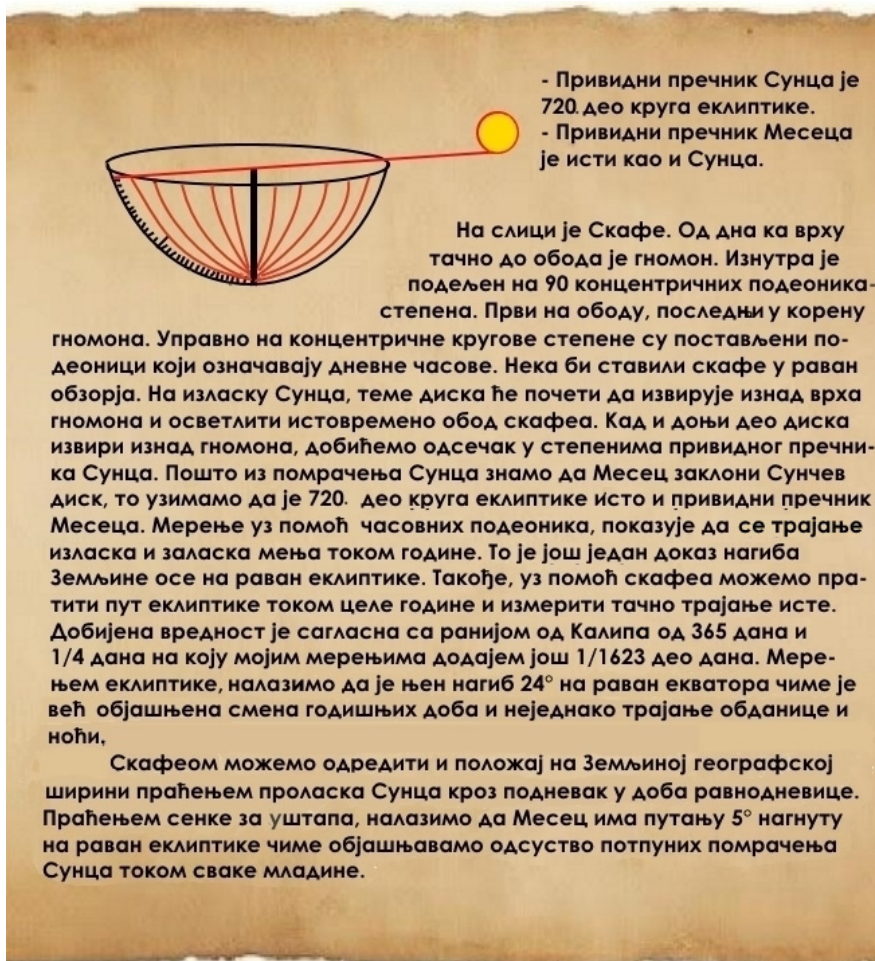 - Привидни пречник Сунца је
720. део круга еклиптике.
- Привидни пречник Месеца
је исти као и Сунца.
На слици је Скафе. Од дна ка врху
тачно до обода је гномон. Изнутра је
подељен на 90 концентричних подеоника-
степена. Први на ободу, последњи у корену
гномона. Управно на концентричне кругове степене су постављени по-
деоници који означавају дневне часове. Нека би ставили скафе у раван
обзорја. На изласку Сунца, теме диска ће почети да извирује изнад врха
гномона и осветлити истовремено обод скафеа. Кад и доњи део диска
извири изнад гномона, добићемо одсечак у степенима привидног пречни-
ка Сунца. Пошто из помрачења Сунца знамо да Месец заклони Сунчев
диск, то узимамо да је 720. део круга еклиптике исто и привидни пречник
Месеца. Мерење уз помоћ часовних подеоника, показује да се трајање
изласка и заласка мења током године. То је још један доказ нагиба
Земљине осе на раван еклиптике. Такође, уз помоћ скафеа можемо пра-
тити пут еклиптике током целе године и измерити тачно трајање исте.
Добијена вредност је сагласна са ранијом од Калипа од 365 дана и
1/4 дана на коју мојим мерењима додајем још 1/1623 део дана. Мере-
њем еклиптике, налазимо да је њен нагиб 24° на раван екватора чиме је
већ објашњена смена годишњих доба и неједнако трајање обданице и
ноћи.
Скафеом можемо одредити и положај на Земљиној географској
ширини праћењем проласка Сунца кроз подневак у доба равнодневице.
Праћењем сенке за уштапа, налазимо да Месец има путању 5° нагнуту
на раван еклиптике чиме објашњавамо одсуство потпуних помрачења
Сунца током сваке младине.